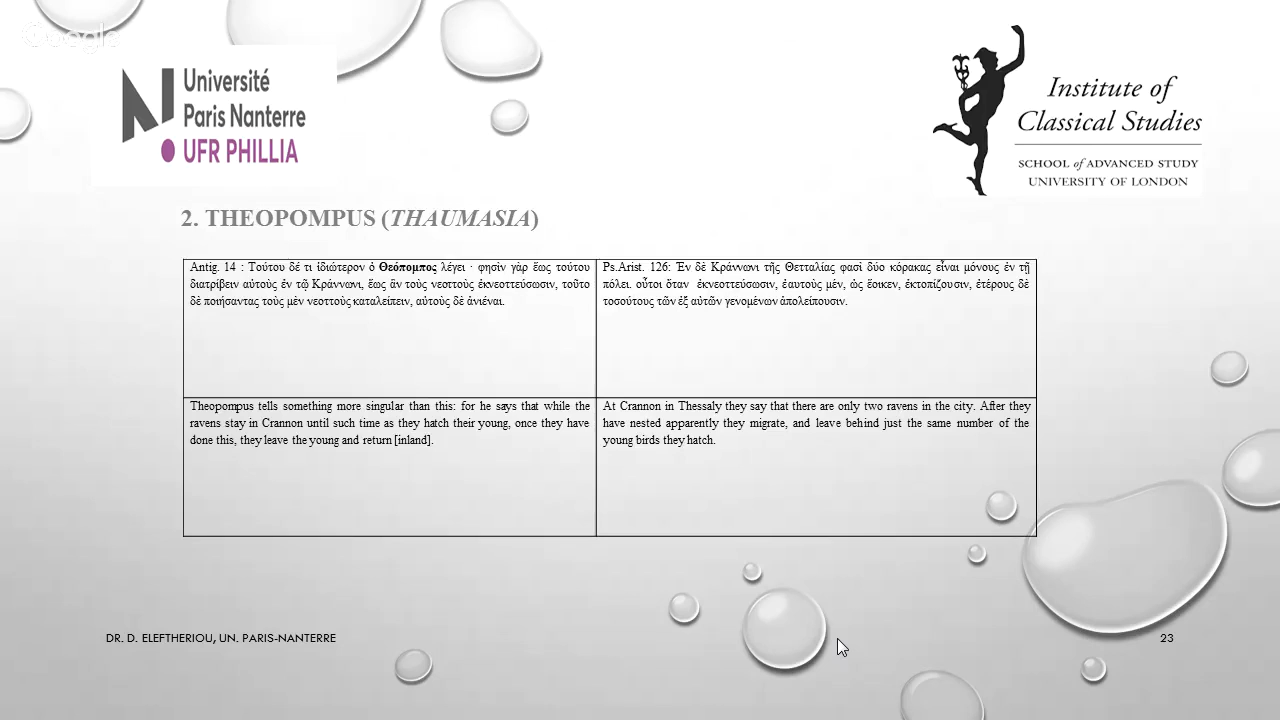 Google
Université
Paris Nanterre
UFR PHILLIA
Institute of
Classical Studies
SCHOOL of ADVANCED STUDY
UNIVERSITY OF LONDON
2. THEOPOMPUS (THAUMASIA)
Antig. 14 : Τούτου δέ τι ἰδιώτερον ὁ Θεόπομπος λέγει · φησὶν γὰρ ἕως τούτου
διατρίβειν αὐτοὺς ἐν τῷ Κράννωνι, ἕως ἂν τοὺς νεοττοὺς ἐκνεοττεύσωσιν, τοῦτο
δὲ ποιήσαντας τοὺς μὲν νεοττοὺς καταλείπειν, αὐτοὺς δὲ ἀνιέναι.
Ps.Arist. 126: Ἐν δὲ Κράννωνι τῆς Θετταλίας φασὶ δύο κόρακας εἶναι μόνους ἐν τῇ
πόλει. οὗτοι ὅταν ἐκνεοττεύσωσιν, ἑαυτοὺς μέν, ὡς ἔοικεν, ἐκτοπίζουσιν, ἑτέρους δὲ
τοσούτους τῶν ἐξ αὐτῶν γενομένων ἀπολείπουσιν.
Theopompus tells something more singular than this: for he says that while the
ravens stay in Crannon until such time as they hatch their young, once they have
done this, they leave the young and return [inland].
At Crannon in Thessaly they say that there are only two ravens in the city. After they
have nested apparently they migrate, and leave behind just the same number of the
young birds they hatch.
DR. D. ELEFTHERIOU, UN. PARIS-NANTERRE
23